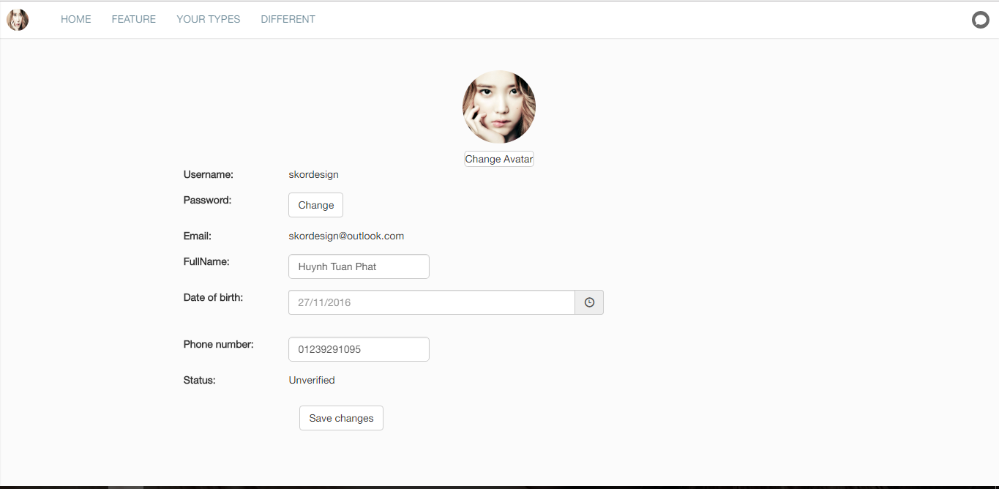 HOME FEATURE YOUR TYPES DIFFERENT
Change Avatar
Username: skordesign
Password: Change
Email: skordesign@outlook.com
FullName: Huynh Tuan Phat
Date of birth: 27/11/2016
Phone number: 01239291095
Status: Unverified
Save changes